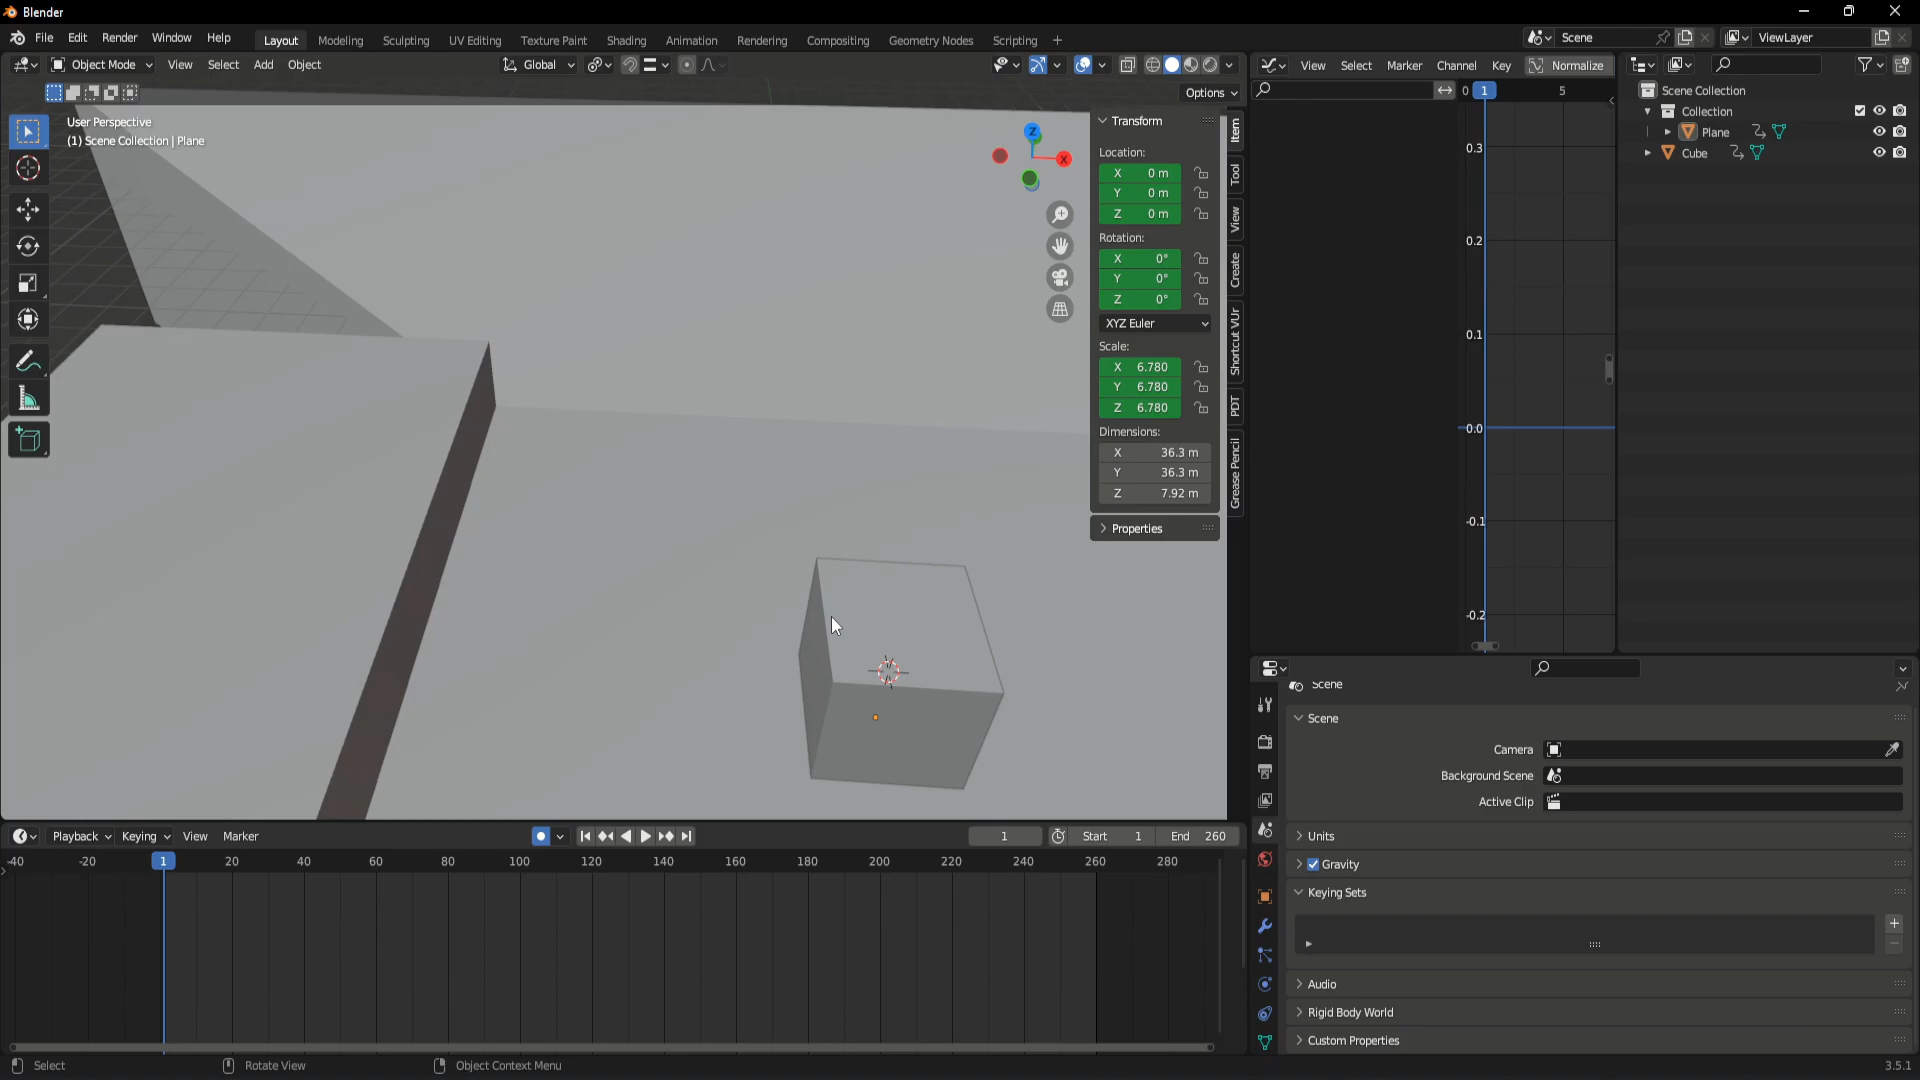 Blender
File Edit Render Window Help Layout Modeling Sculpting UV Editing Texture Paint Shading Animation Rendering Compositing Geometry Nodes Scripting + Scene ViewLayer
Object Mode View Select Add Object Global
Options
User Perspective
(1) Scene Collection | Plane
Z
X
Transform
Location:
X 0 m
Y 0 m
Z 0 m
Rotation:
X 0°
Y 0°
Z 0°
XYZ Euler
Scale:
X 6.780
Y 6.780
Z 6.780
Dimensions:
X 36.3 m
Y 36.3 m
Z 7.92 m
Properties
Item
Tool
View
Create
Shortcut VUr
PDT
Grease Pencil
View Select Marker Channel Key Normalize
0 1 5
0.3
0.2
0.1
0.0
-0.1
-0.2
Scene Collection
Collection
Plane
Cube
Scene
Scene
Camera
Background Scene
Active Clip
Units
Gravity
Keying Sets
Audio
Rigid Body World
Custom Properties
Playback Keying View Marker 1 Start 1 End 260
-40 -20 1 20 40 60 80 100 120 140 160 180 200 220 240 260 280
Select Rotate View Object Context Menu 3.5.1